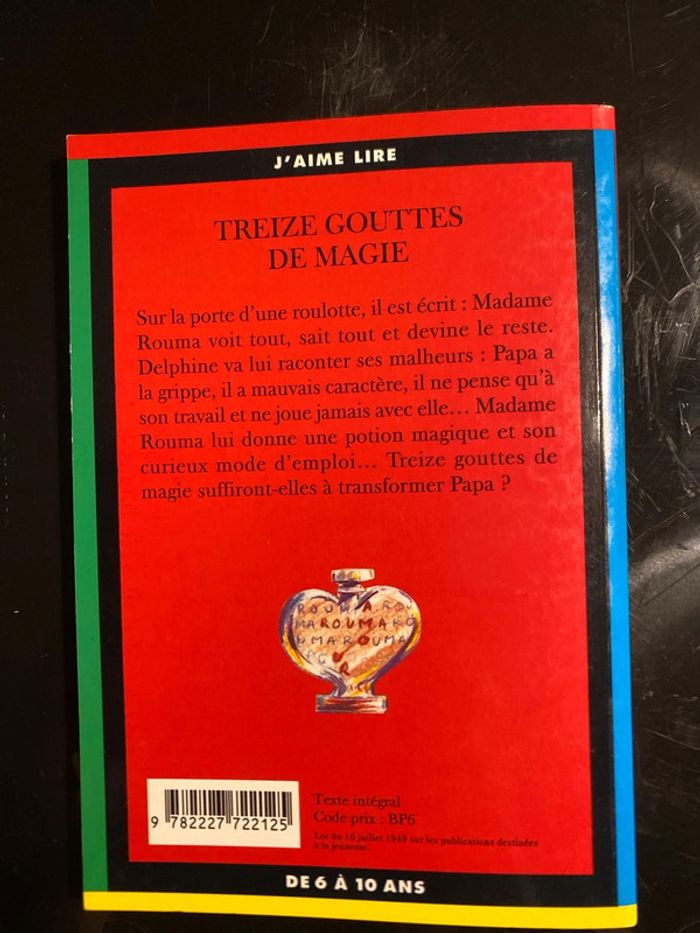 J'AIME LIRE
TREIZE GOUTTES
DE MAGIE
Sur la porte d'une roulotte, il est écrit : Madame
Rouma voit tout, sait tout et devine le reste.
Delphine va lui raconter ses malheurs : Papa a
la grippe, il a mauvais caractère, il ne pense qu'à
son travail et ne joue jamais avec elle... Madame
Rouma lui donne une potion magique et son
curieux mode d'emploi... Treize gouttes de
magie suffiront-elles à transformer Papa ?
ROUMA ROU
MAROUMARO
UMAROUMA
9 782227 722125
Texte intégral
Code prix : BP6
Loi du 16 juillet 1949 sur les publications destinées
à la jeunesse.
DE 6 À 10 ANS